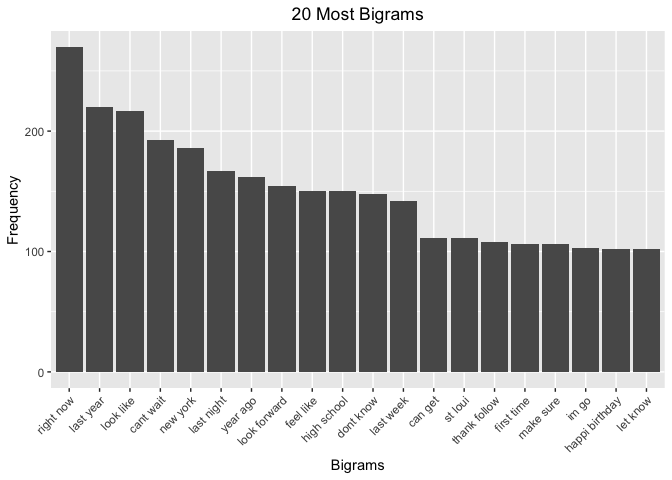 20 Most Bigrams
Frequency
200
100
0
right now
last year
look like
cant wait
new york
last night
year ago
look forward
feel like
high school
dont know
last week
can get
st loui
thank follow
first time
make sure
im go
happi birthday
let know
Bigrams